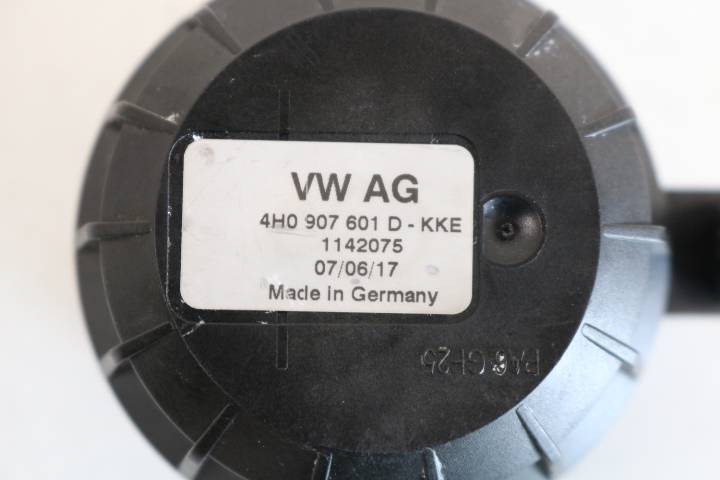 VW AG
4H0 907 601 D - KKE
1142075
07/06/17
Made in Germany